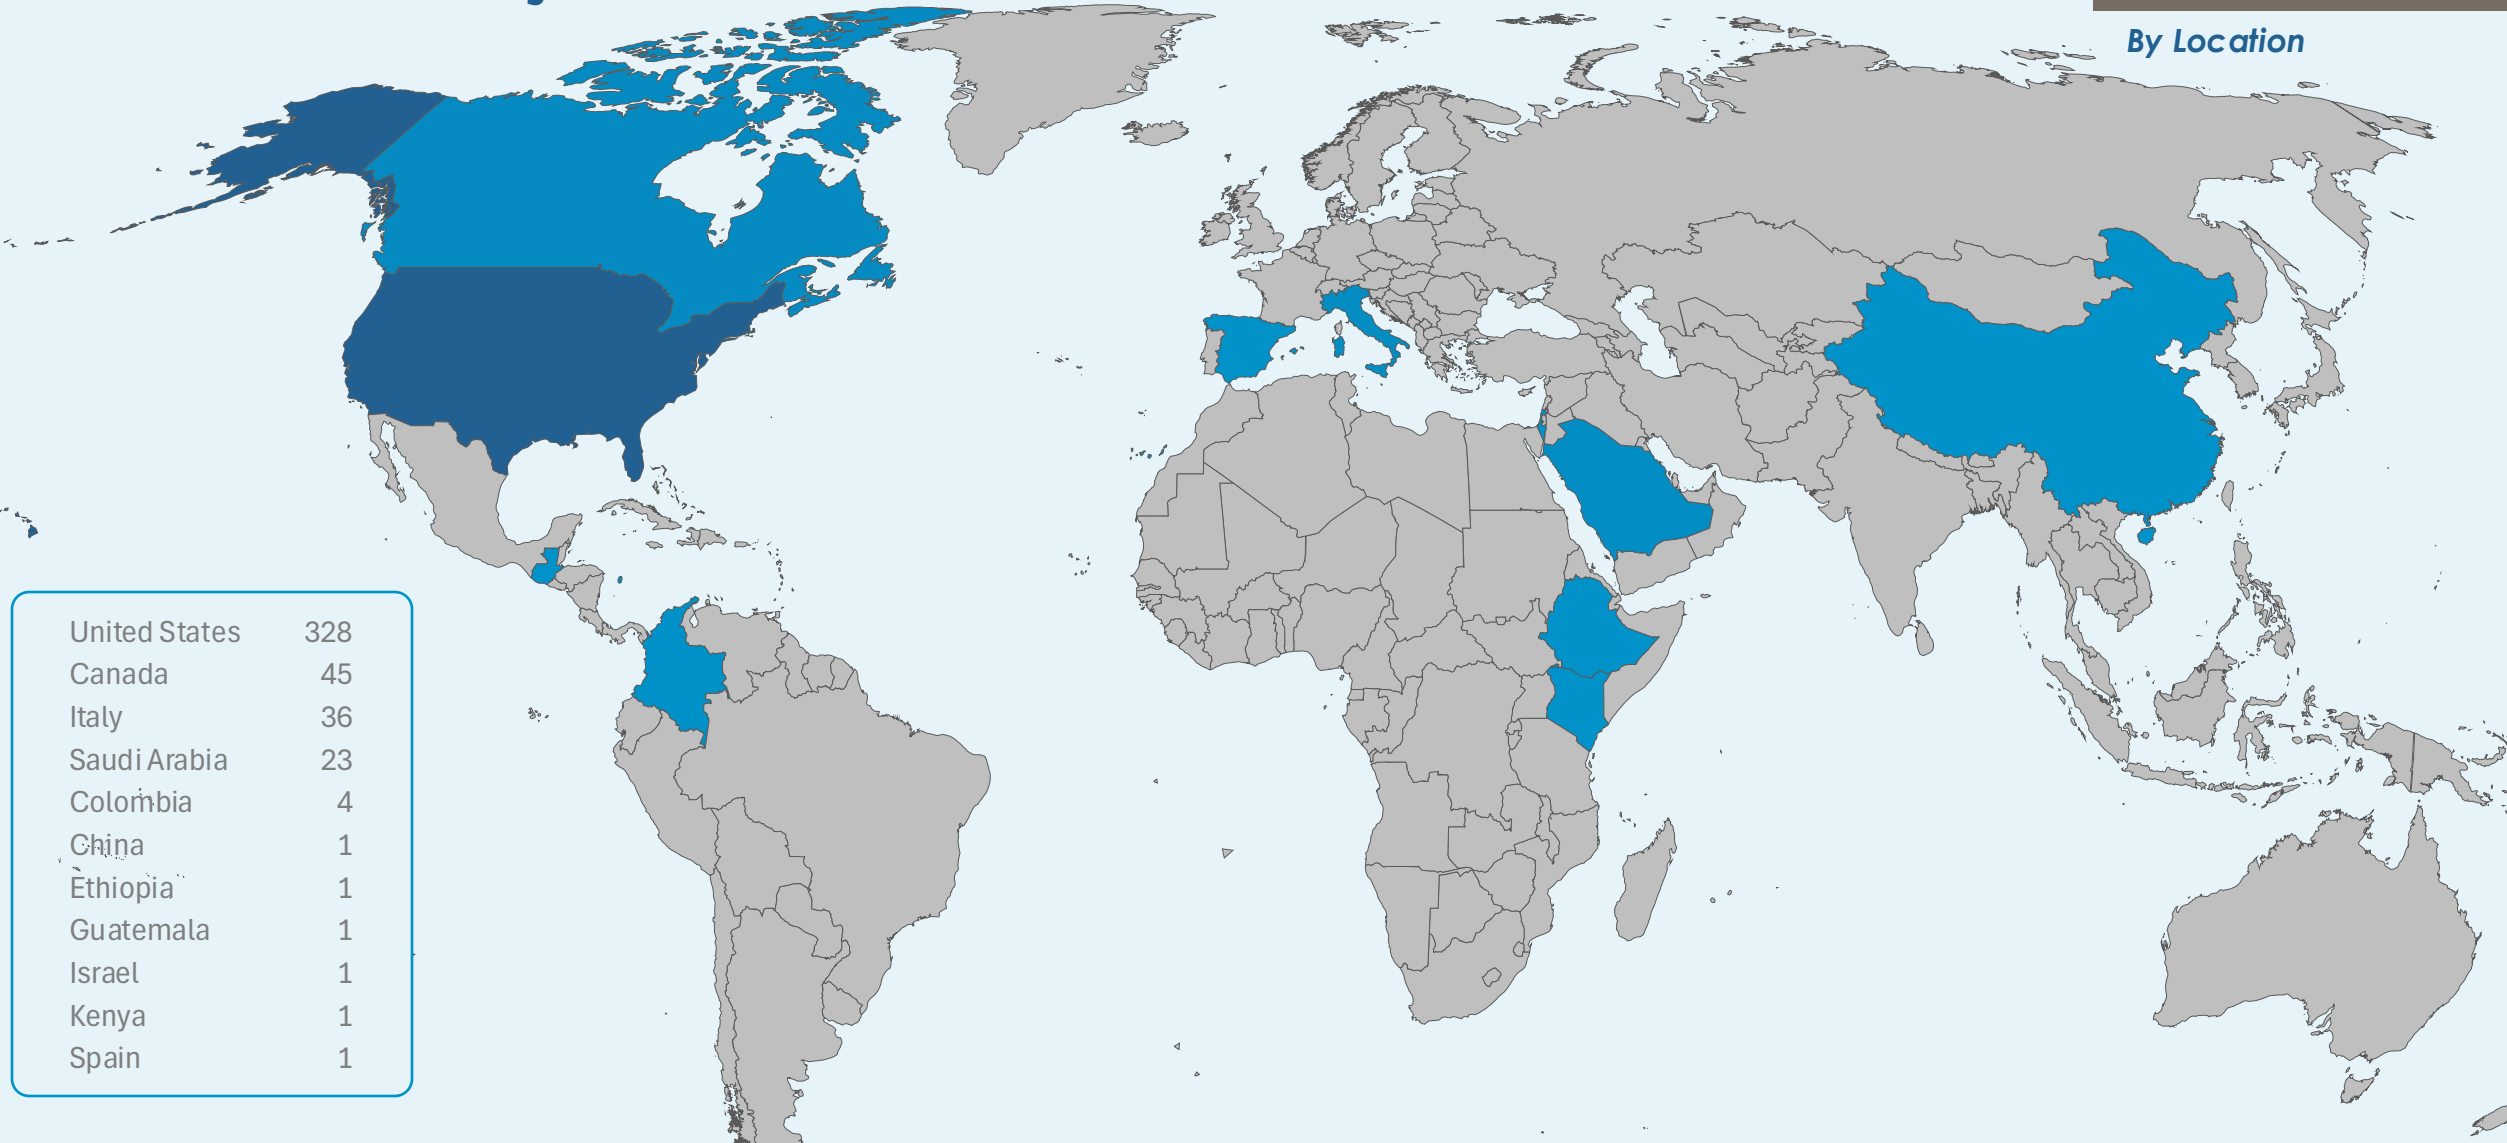 By Location
United States 328
Canada 45
Italy 36
Saudi Arabia 23
Colombia 4
China 1
Ethiopia 1
Guatemala 1
Israel 1
Kenya 1
Spain 1